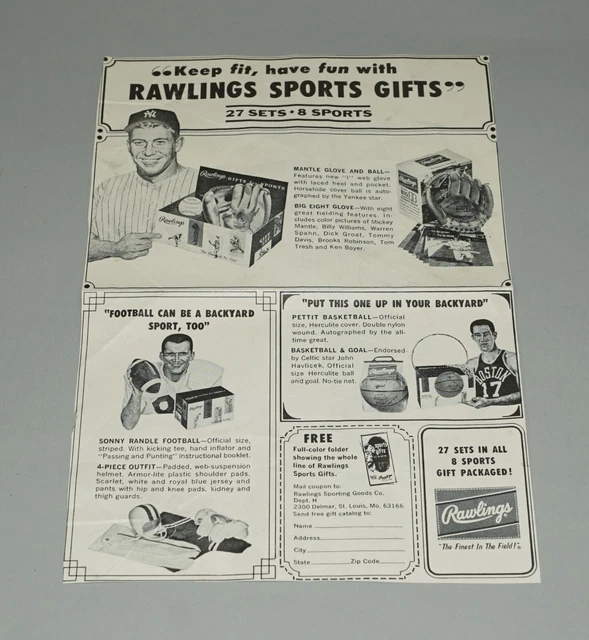 "Keep fit, have fun with
RAWLINGS SPORTS GIFTS"
27 SETS • 8 SPORTS
NY
Rawlings
GIFTS OF SPORTS
Rawlings
MANTLE GLOVE AND BALL—
Features new "I" web glove
with laced heel and pocket.
Horsehide cover ball is auto-
graphed by the Yankee star.
BIG EIGHT GLOVE—With eight
great fielding features. In-
cludes color pictures of Mickey
Mantle, Billy Williams, Warren
Spahn, Dick Groat, Tommy
Davis, Brooks Robinson, Tom
Tresh and Ken Boyer.
Rawlings
"FOOTBALL CAN BE A BACKYARD
SPORT, TOO"
SONNY RANDLE FOOTBALL—Official size,
striped. With kicking tee, hand inflator and
"Passing and Punting" instructional booklet.
4-PIECE OUTFIT—Padded, web-suspension
helmet. Armor-lite plastic shoulder pads.
Scarlet, white and royal blue jersey and
pants with hip and knee pads, kidney and
thigh guards.
"PUT THIS ONE UP IN YOUR BACKYARD"
PETTIT BASKETBALL—Official
size, Herculite cover. Double nylon
wound. Autographed by the all-
time great.
BASKETBALL & GOAL—Endorsed
by Celtic star John
Havlicek. Official
size Herculite ball
and goal. No-tie net.
BOSTON
17
FREE
Full-color folder
showing the whole
line of Rawlings
Sports Gifts.
Mail coupon to:
Rawlings Sporting Goods Co.
Dept. H
2300 Delmar, St. Louis, Mo. 63166
Send free gift catalog to:
Name
Address
City
State Zip Code
27 SETS IN ALL
8 SPORTS
GIFT PACKAGED!
Rawlings
"The Finest In The Field!"®